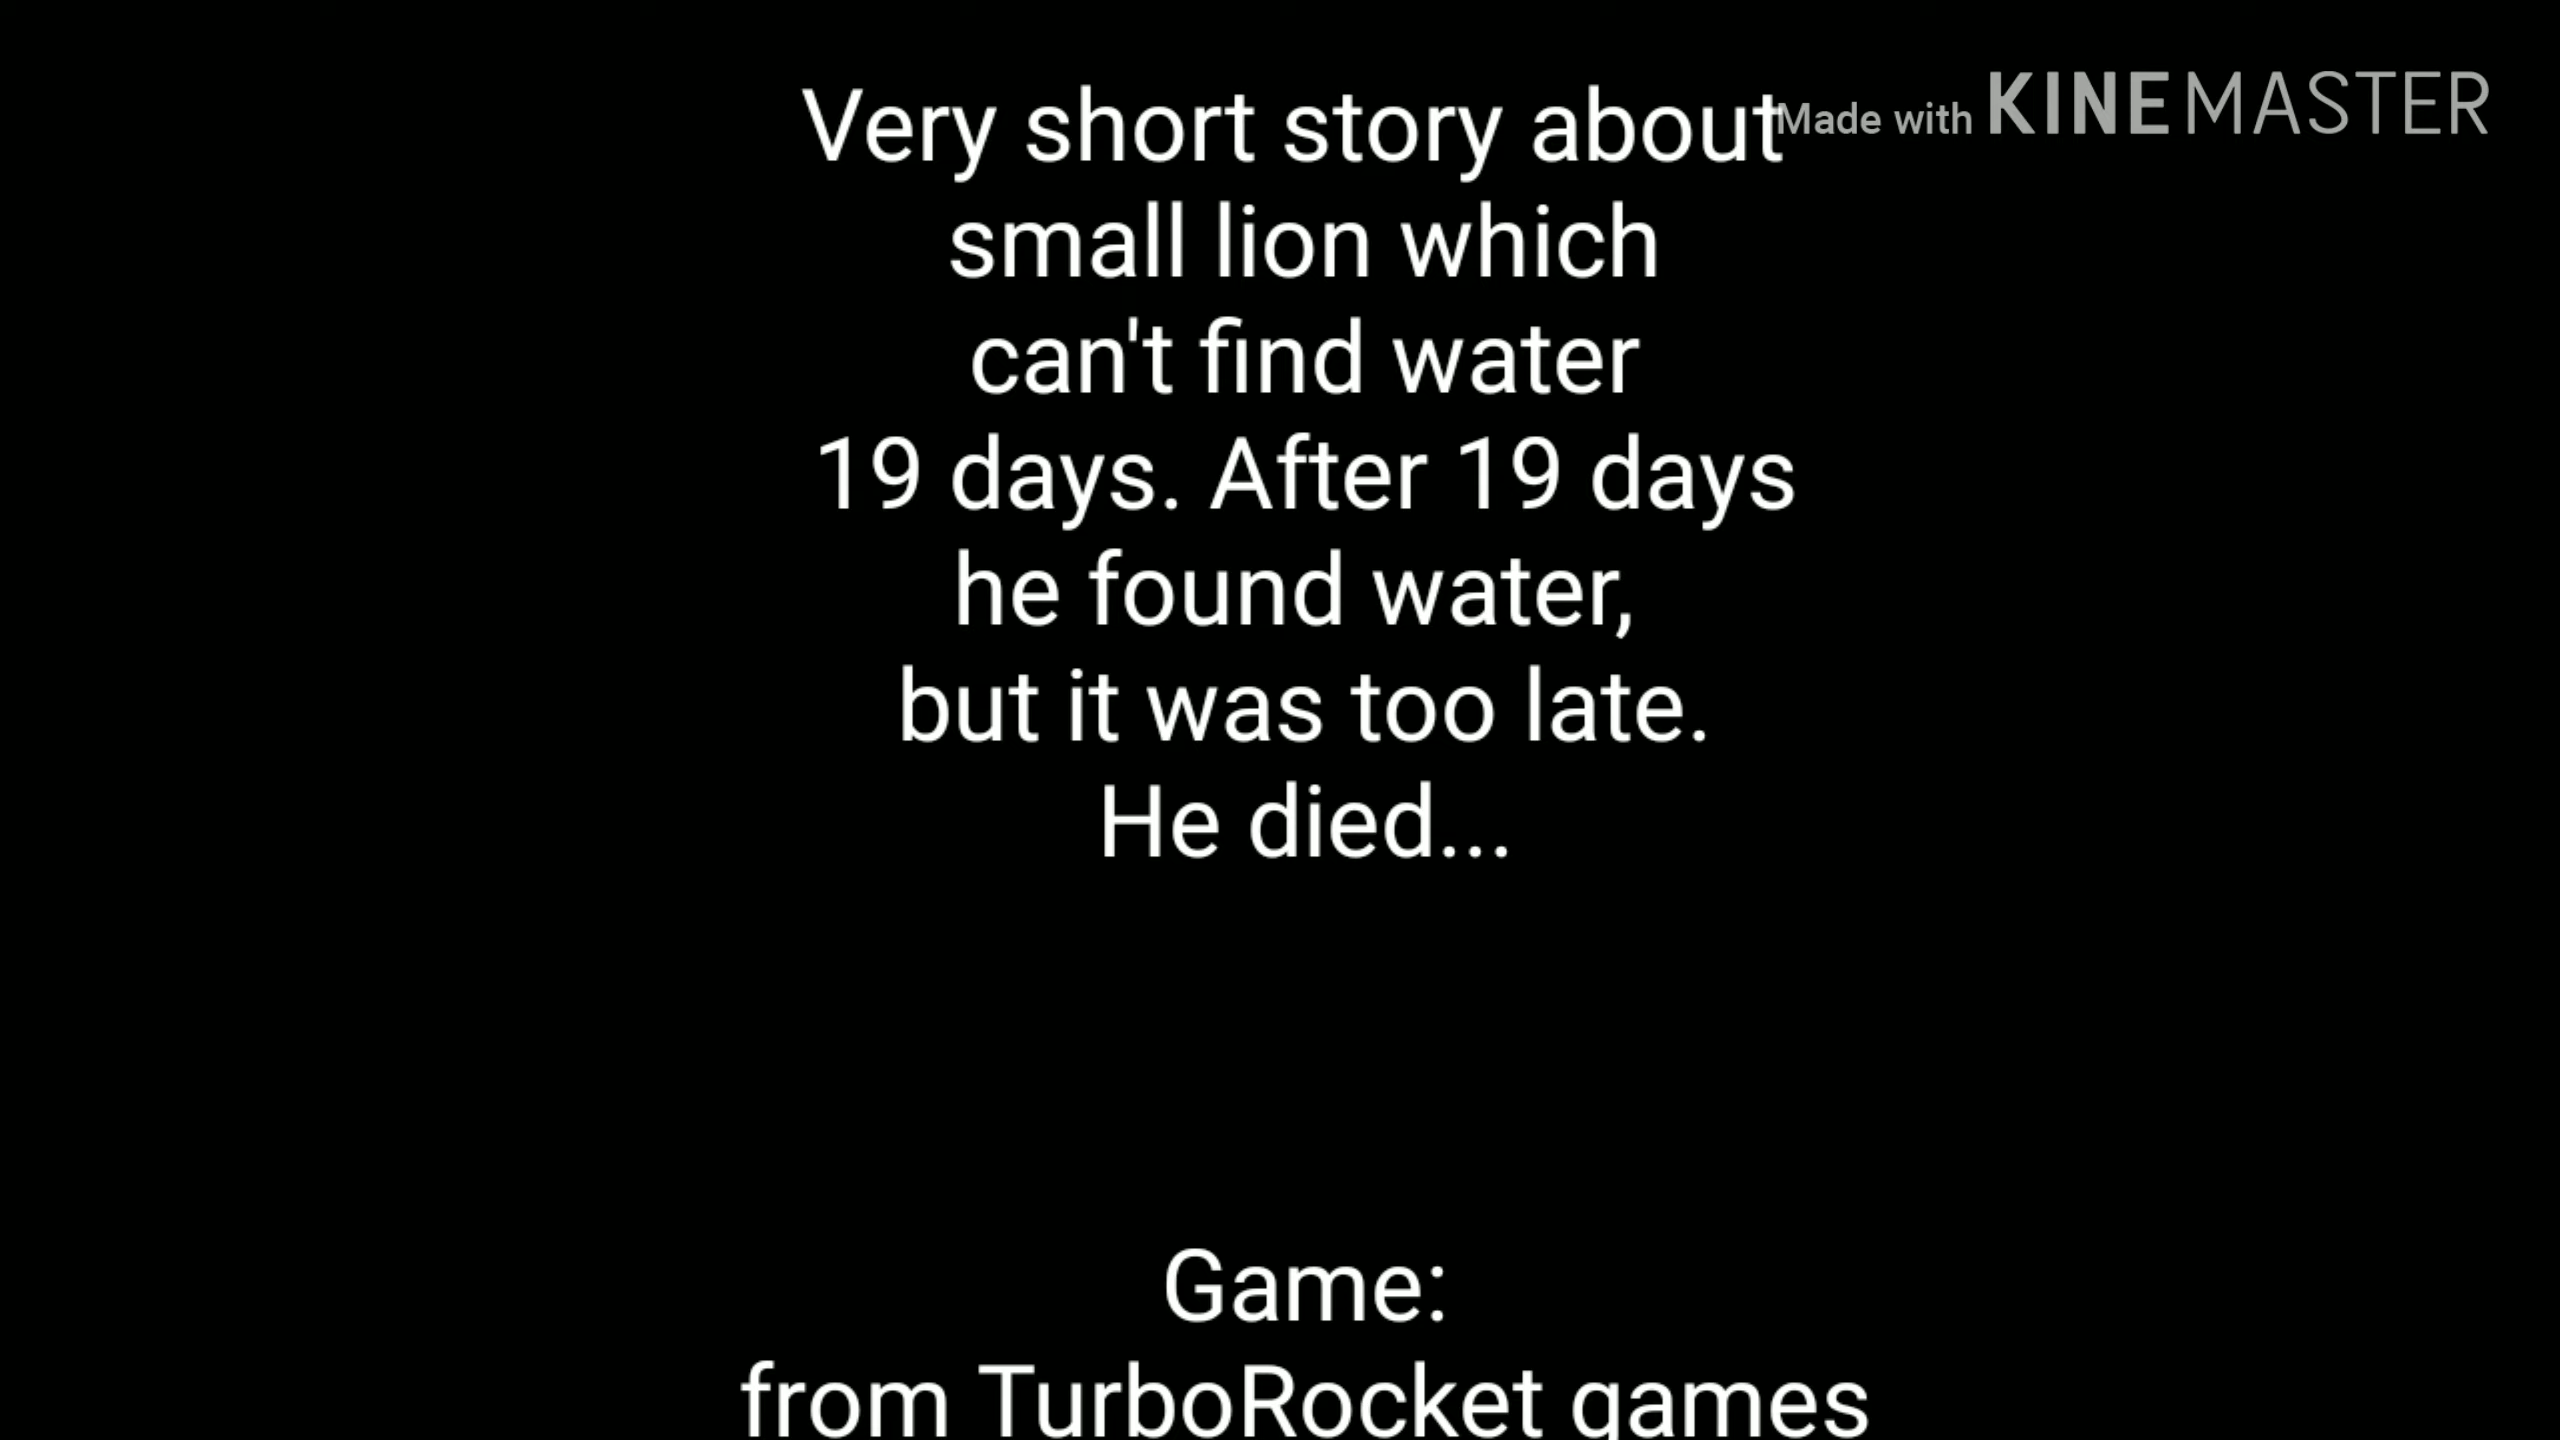 Very short story about
Made with KINEMASTER
small lion which
can't find water
19 days. After 19 days
he found water,
but it was too late.
He died...
Game:
from TurboRocket games